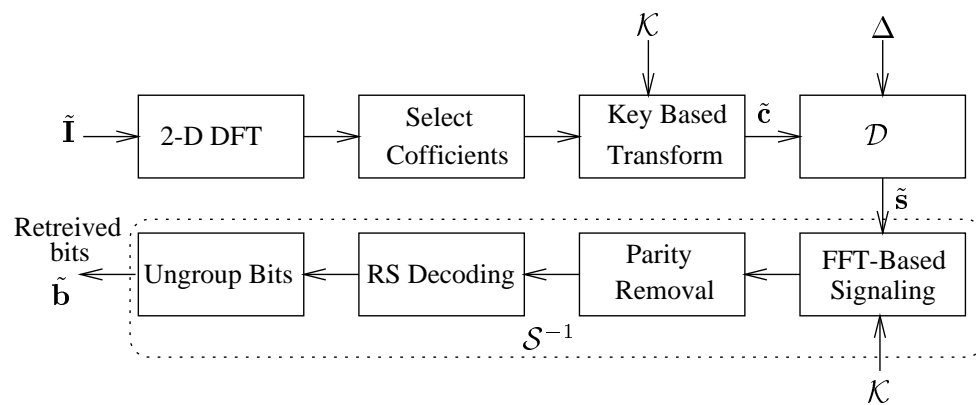 𝒦
Δ
Ĩ
2-D DFT
Select
Cofficients
Key Based
Transform
c̃
𝒟
s̃
Retreived
bits
b̃
Ungroup Bits
RS Decoding
Parity
Removal
FFT-Based
Signaling
𝒮⁻¹
𝒦